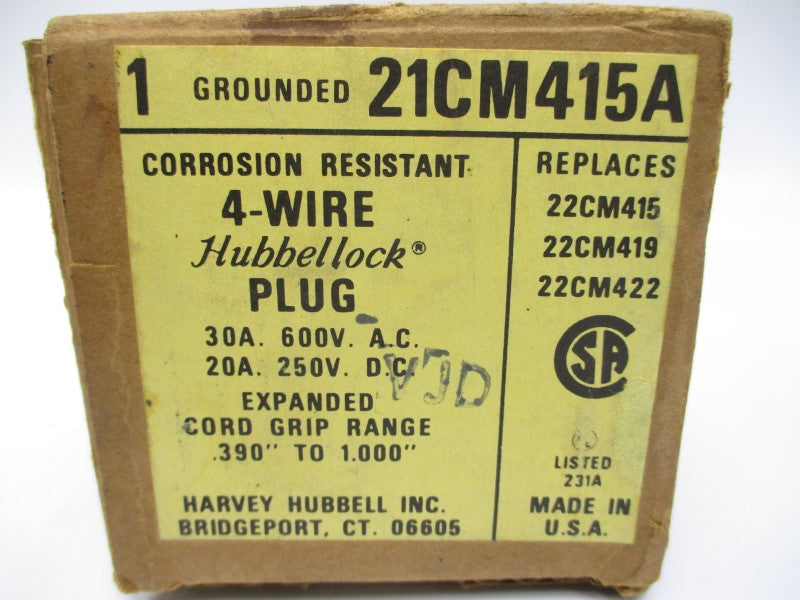 1 GROUNDED 21CM415A
CORROSION RESISTANT
4-WIRE
Hubbellock®
PLUG
30A. 600V. A.C.
20A. 250V. D.C.
EXPANDED
CORD GRIP RANGE
.390" TO 1.000"
HARVEY HUBBELL INC.
BRIDGEPORT, CT. 06605
REPLACES
22CM415
22CM419
22CM422
CSA
LISTED
231A
MADE IN
U.S.A.